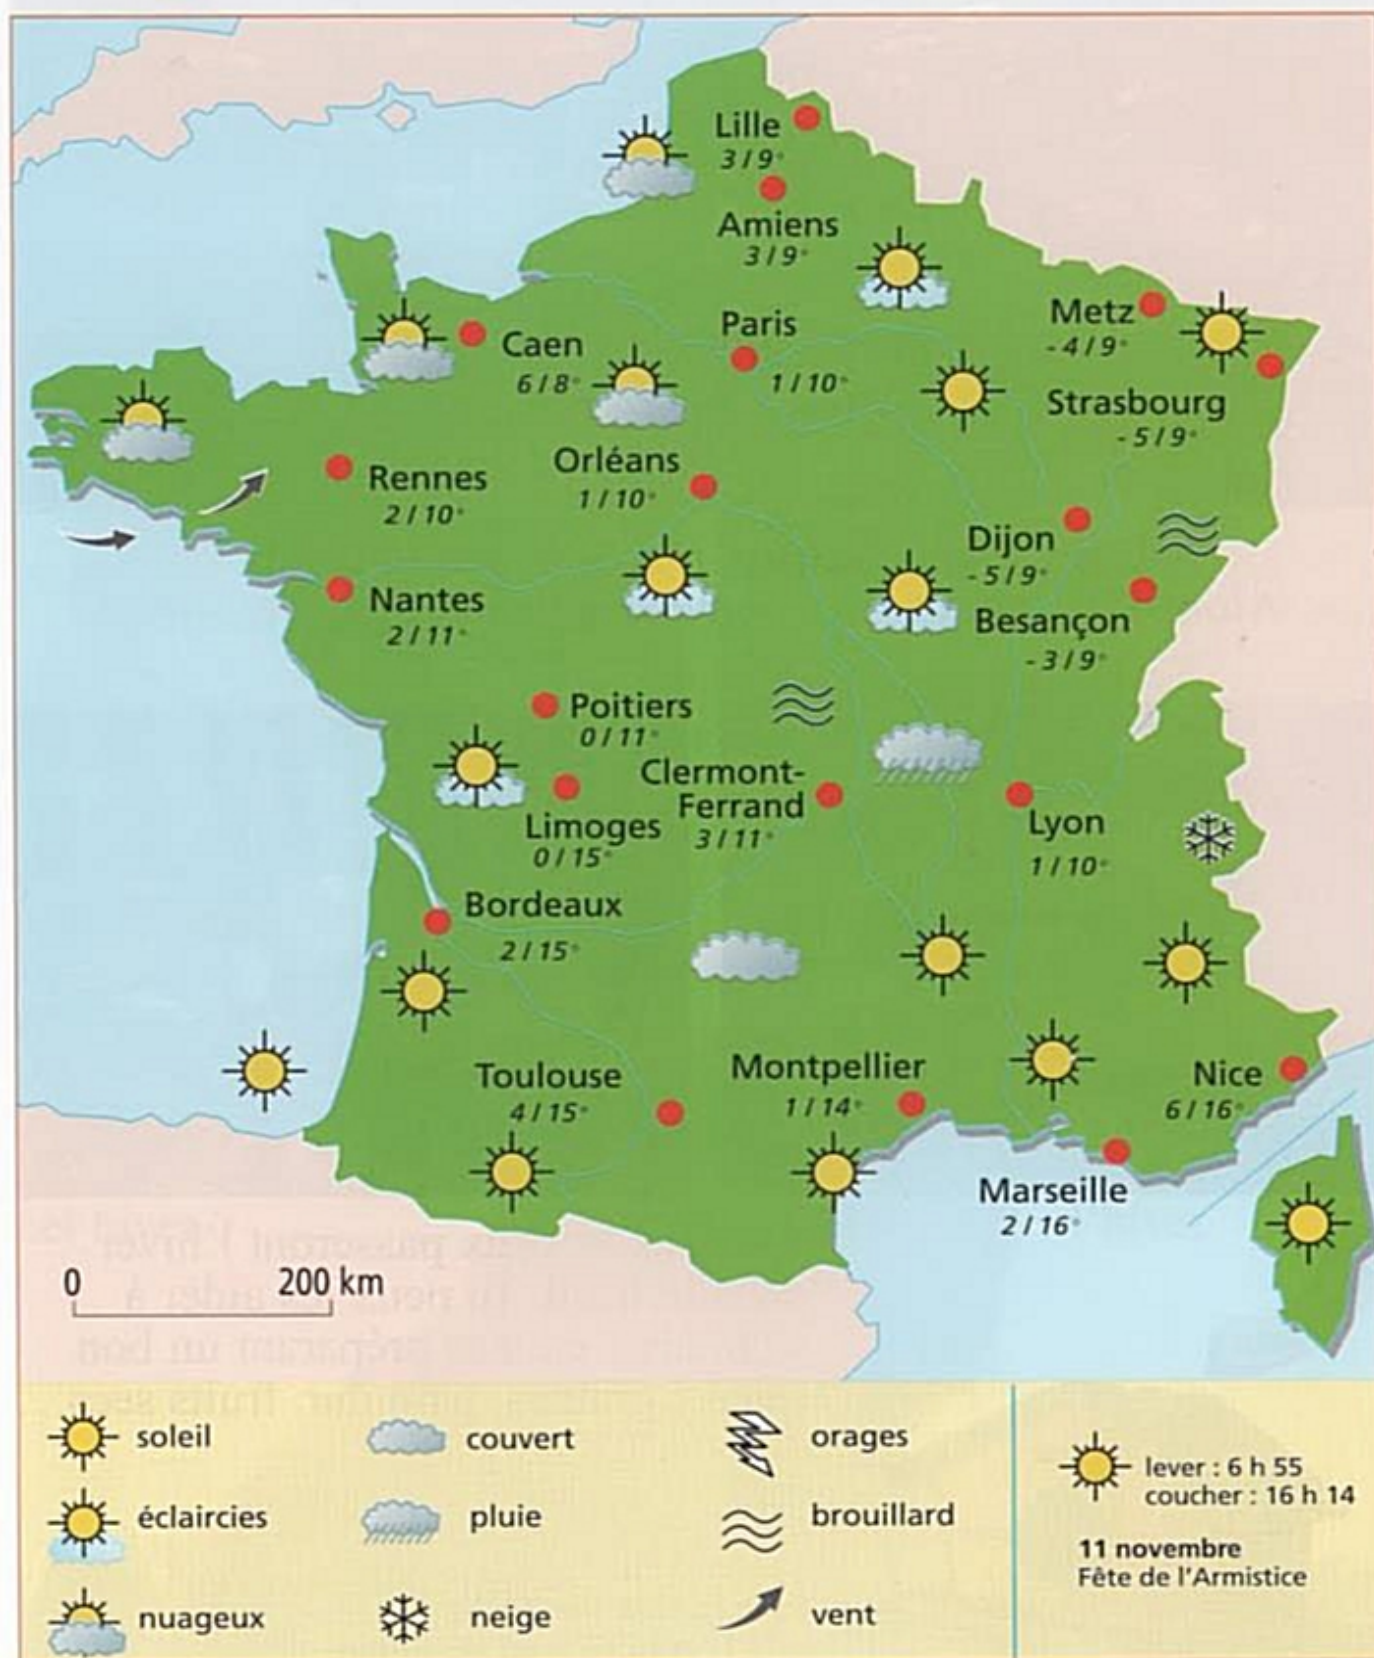 Lille
3 / 9°
Amiens
3 / 9°
Metz
- 4 / 9°
Paris
1 / 10°
Caen
6 / 8°
Strasbourg
- 5 / 9°
Orléans
1 / 10°
Rennes
2 / 10°
Dijon
- 5 / 9°
Nantes
2 / 11°
Besançon
- 3 / 9°
Poitiers
0 / 11°
Clermont-
Ferrand
3 / 11°
Limoges
0 / 15°
Lyon
1 / 10°
Bordeaux
2 / 15°
Toulouse
4 / 15°
Montpellier
1 / 14°
Nice
6 / 16°
Marseille
2 / 16°
0 200 km
soleil
éclaircies
nuageux
couvert
pluie
neige
orages
brouillard
vent
lever : 6 h 55
coucher : 16 h 14
11 novembre
Fête de l'Armistice